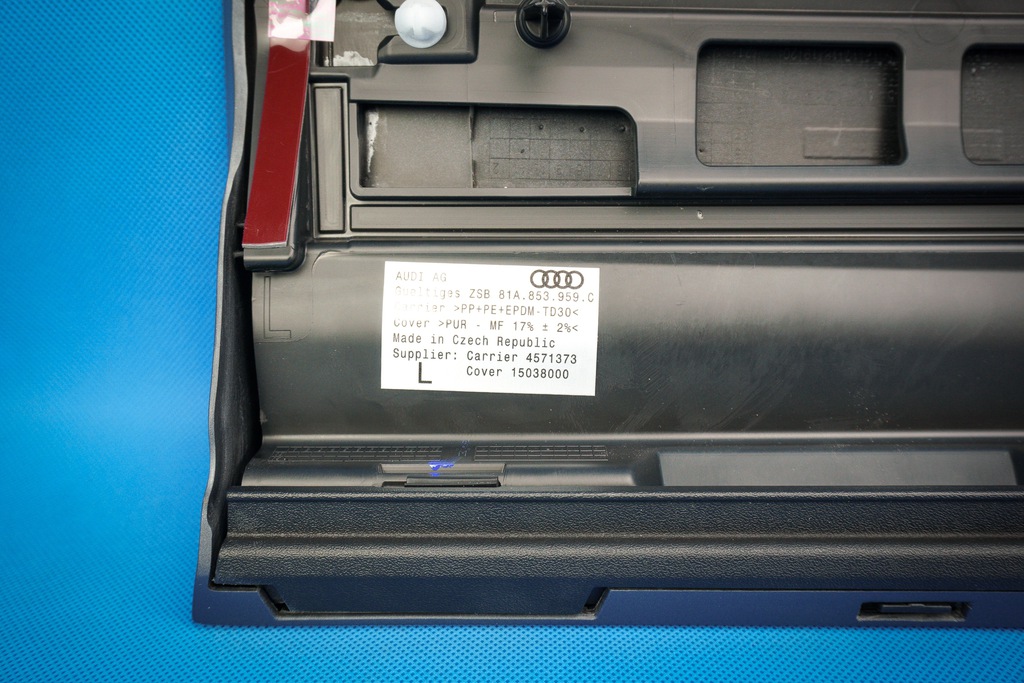 AUDI AG
ZSB 81A.853.959.C
Carrier >PP+PE+EPDM-TD30<
Cover >PUR - MF 17% ± 2%<
Made in Czech Republic
Supplier: Carrier 4571373
L Cover 15038000
L